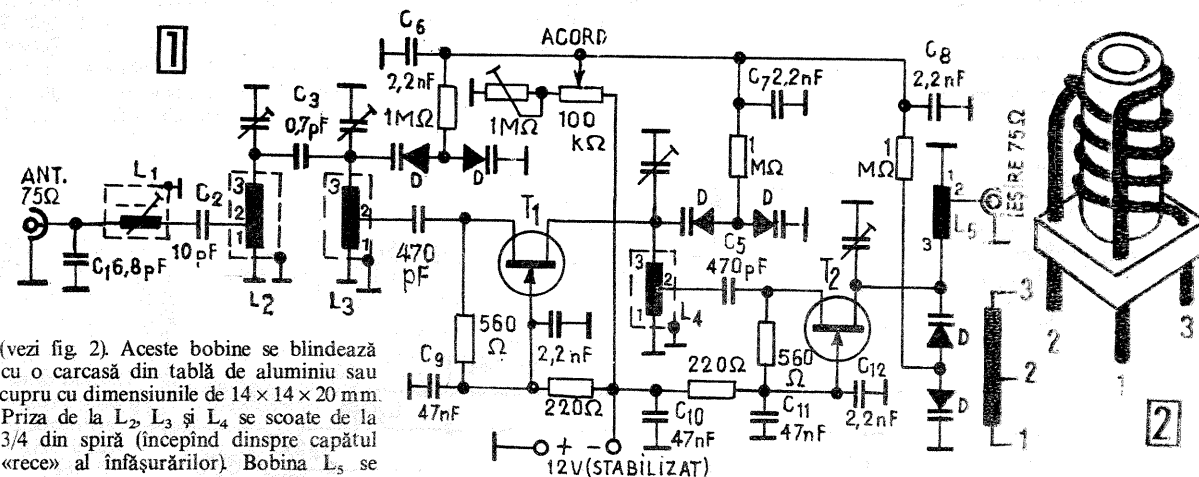 1
C6
2,2nF
ACORD
C8
2,2nF
C7 2,2nF
C3
0,7pF
1MΩ
1MΩ
100
kΩ
1
MΩ
1
MΩ
D
D
D
D
ANT.
75Ω
L1
C2
10pF
C1 6,8pF
3
2
1
L2
3
2
1
L3
470
pF
T1
C5
470pF
T2
3
2
1
L4
1
2
3
L5
IEŞIRE 75Ω
D
D
560
Ω
2,2nF
C9
47nF
220Ω
C10
47nF
220Ω
560
Ω
C11
47nF
C12
2,2nF
+ -
12V(STABILIZAT)
3
2
1
2
1
3
2
(vezi fig. 2). Aceste bobine se blindează
cu o carcasă din tablă de aluminiu sau
cupru cu dimensiunile de 14 × 14 × 20 mm.
Priza de la L2, L3 şi L4 se scoate de la
3/4 din spiră (începînd dinspre capătul
«rece» al înfăşurărilor). Bobina L5 se